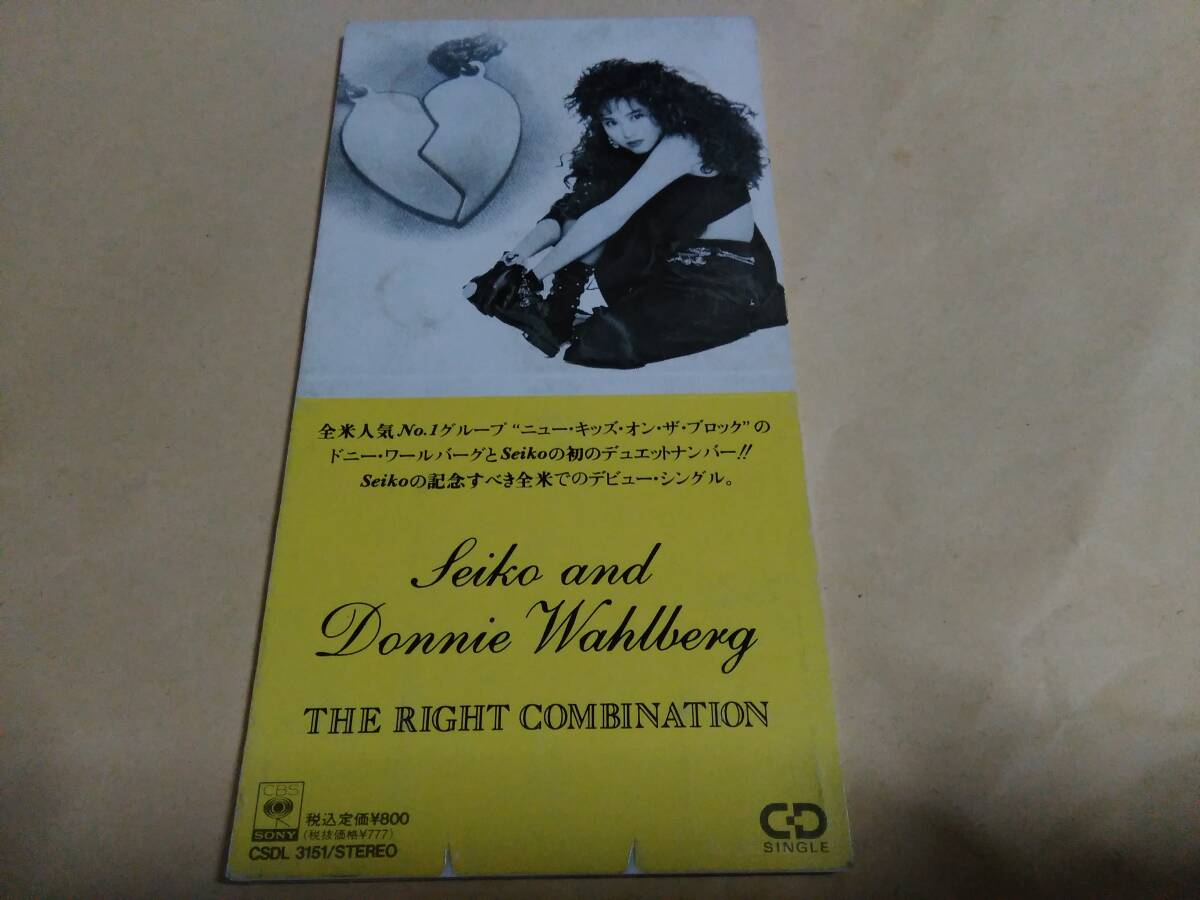 全米人気No.1グループ“ニュー・キッズ・オン・ザ・ブロック”の
ドニー・ワールバーグとSeikoの初のデュエットナンバー!!
Seikoの記念すべき全米でのデビュー・シングル。
Seiko and
Donnie Wahlberg
THE RIGHT COMBINATION
CBS
SONY
税込定価¥800
(税抜価格¥777)
CSDL 3151/STEREO
CD
SINGLE